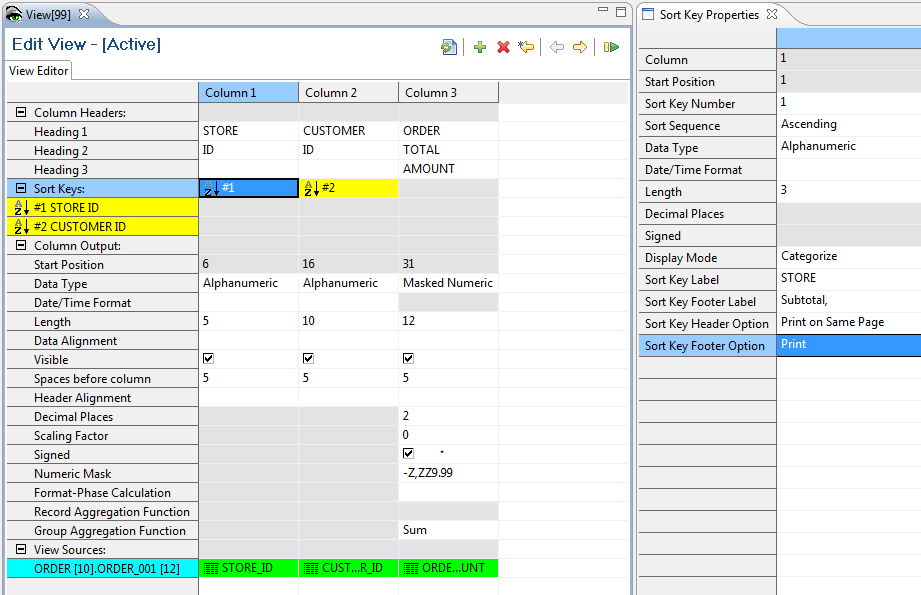 View[99]
Edit View - [Active]
View Editor
Column 1 Column 2 Column 3
Column Headers:
Heading 1 STORE CUSTOMER ORDER
Heading 2 ID ID TOTAL
Heading 3 AMOUNT
Sort Keys: #1 #2
#1 STORE ID
#2 CUSTOMER ID
Column Output:
Start Position 6 16 31
Data Type Alphanumeric Alphanumeric Masked Numeric
Date/Time Format
Length 5 10 12
Data Alignment
Visible
Spaces before column 5 5 5
Header Alignment
Decimal Places 2
Scaling Factor 0
Signed
Numeric Mask -Z,ZZ9.99
Format-Phase Calculation
Record Aggregation Function
Group Aggregation Function Sum
View Sources:
ORDER [10].ORDER_001 [12] STORE_ID CUST...R_ID ORDE...UNT
Sort Key Properties
Column 1
Start Position 1
Sort Key Number 1
Sort Sequence Ascending
Data Type Alphanumeric
Date/Time Format
Length 3
Decimal Places
Signed
Display Mode Categorize
Sort Key Label STORE
Sort Key Footer Label Subtotal,
Sort Key Header Option Print on Same Page
Sort Key Footer Option Print